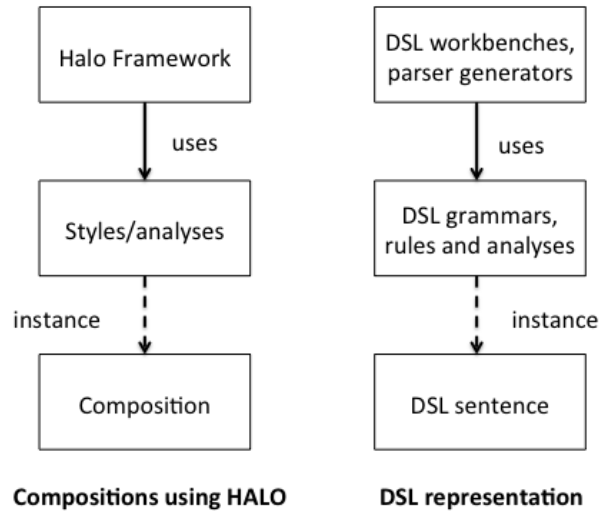 Halo Framework
uses
Styles/analyses
instance
Composition
Compositions using HALO
DSL workbenches,
parser generators
uses
DSL grammars,
rules and analyses
instance
DSL sentence
DSL representation